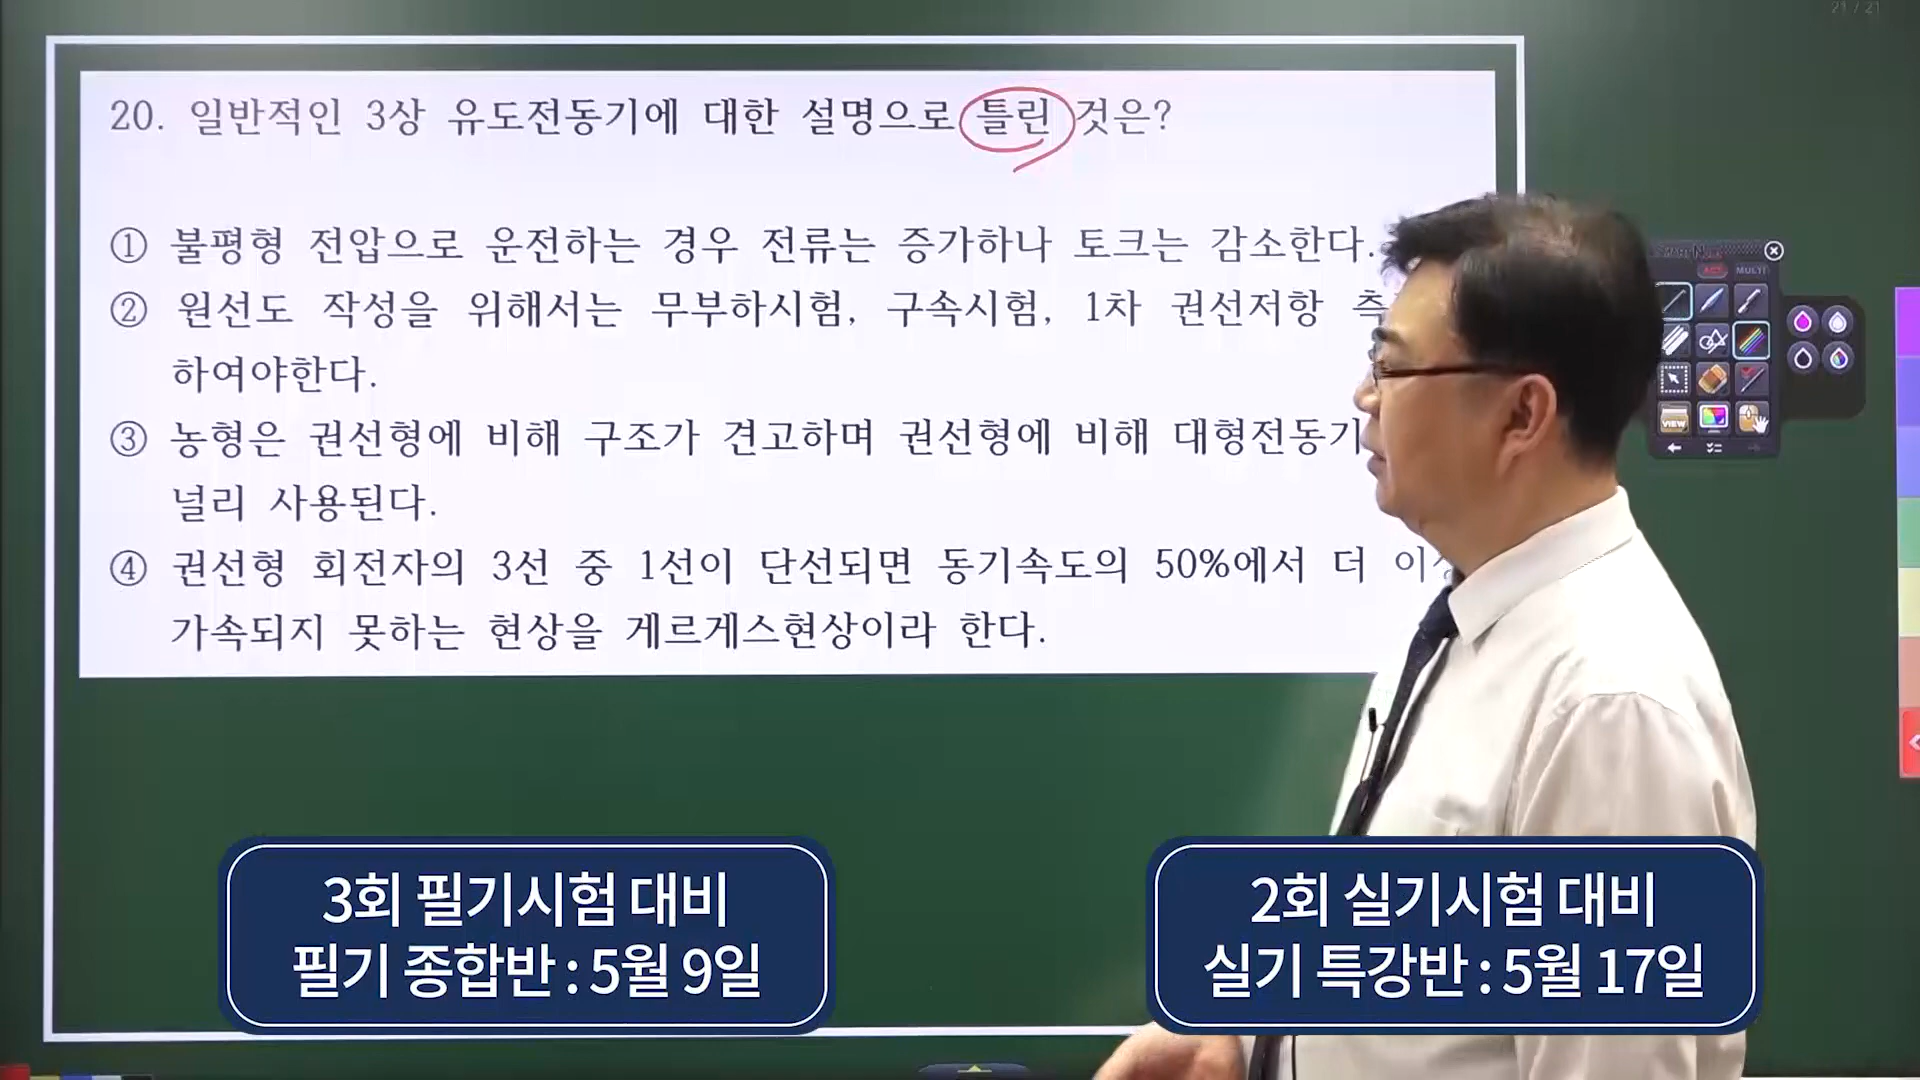 21 / 21
20. 일반적인 3상 유도전동기에 대한 설명으로 틀린 것은?
① 불평형 전압으로 운전하는 경우 전류는 증가하나 토크는 감소한다.
② 원선도 작성을 위해서는 무부하시험, 구속시험, 1차 권선저항
하여야한다.
③ 농형은 권선형에 비해 구조가 견고하며 권선형에 비해 대형전동기
널리 사용된다.
④ 권선형 회전자의 3선 중 1선이 단선되면 동기속도의 50%에서 더
가속되지 못하는 현상을 게르게스현상이라 한다.
ACT MULTI
VIEW
3회 필기시험 대비
필기 종합반 : 5월 9일
2회 실기시험 대비
실기 특강반 : 5월 17일